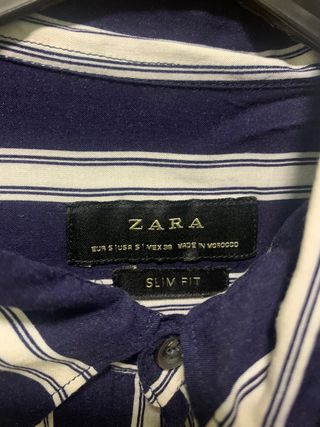 ZARA
EUR S | USA S | MEX 38 MADE IN MOROCCO
SLIM FIT